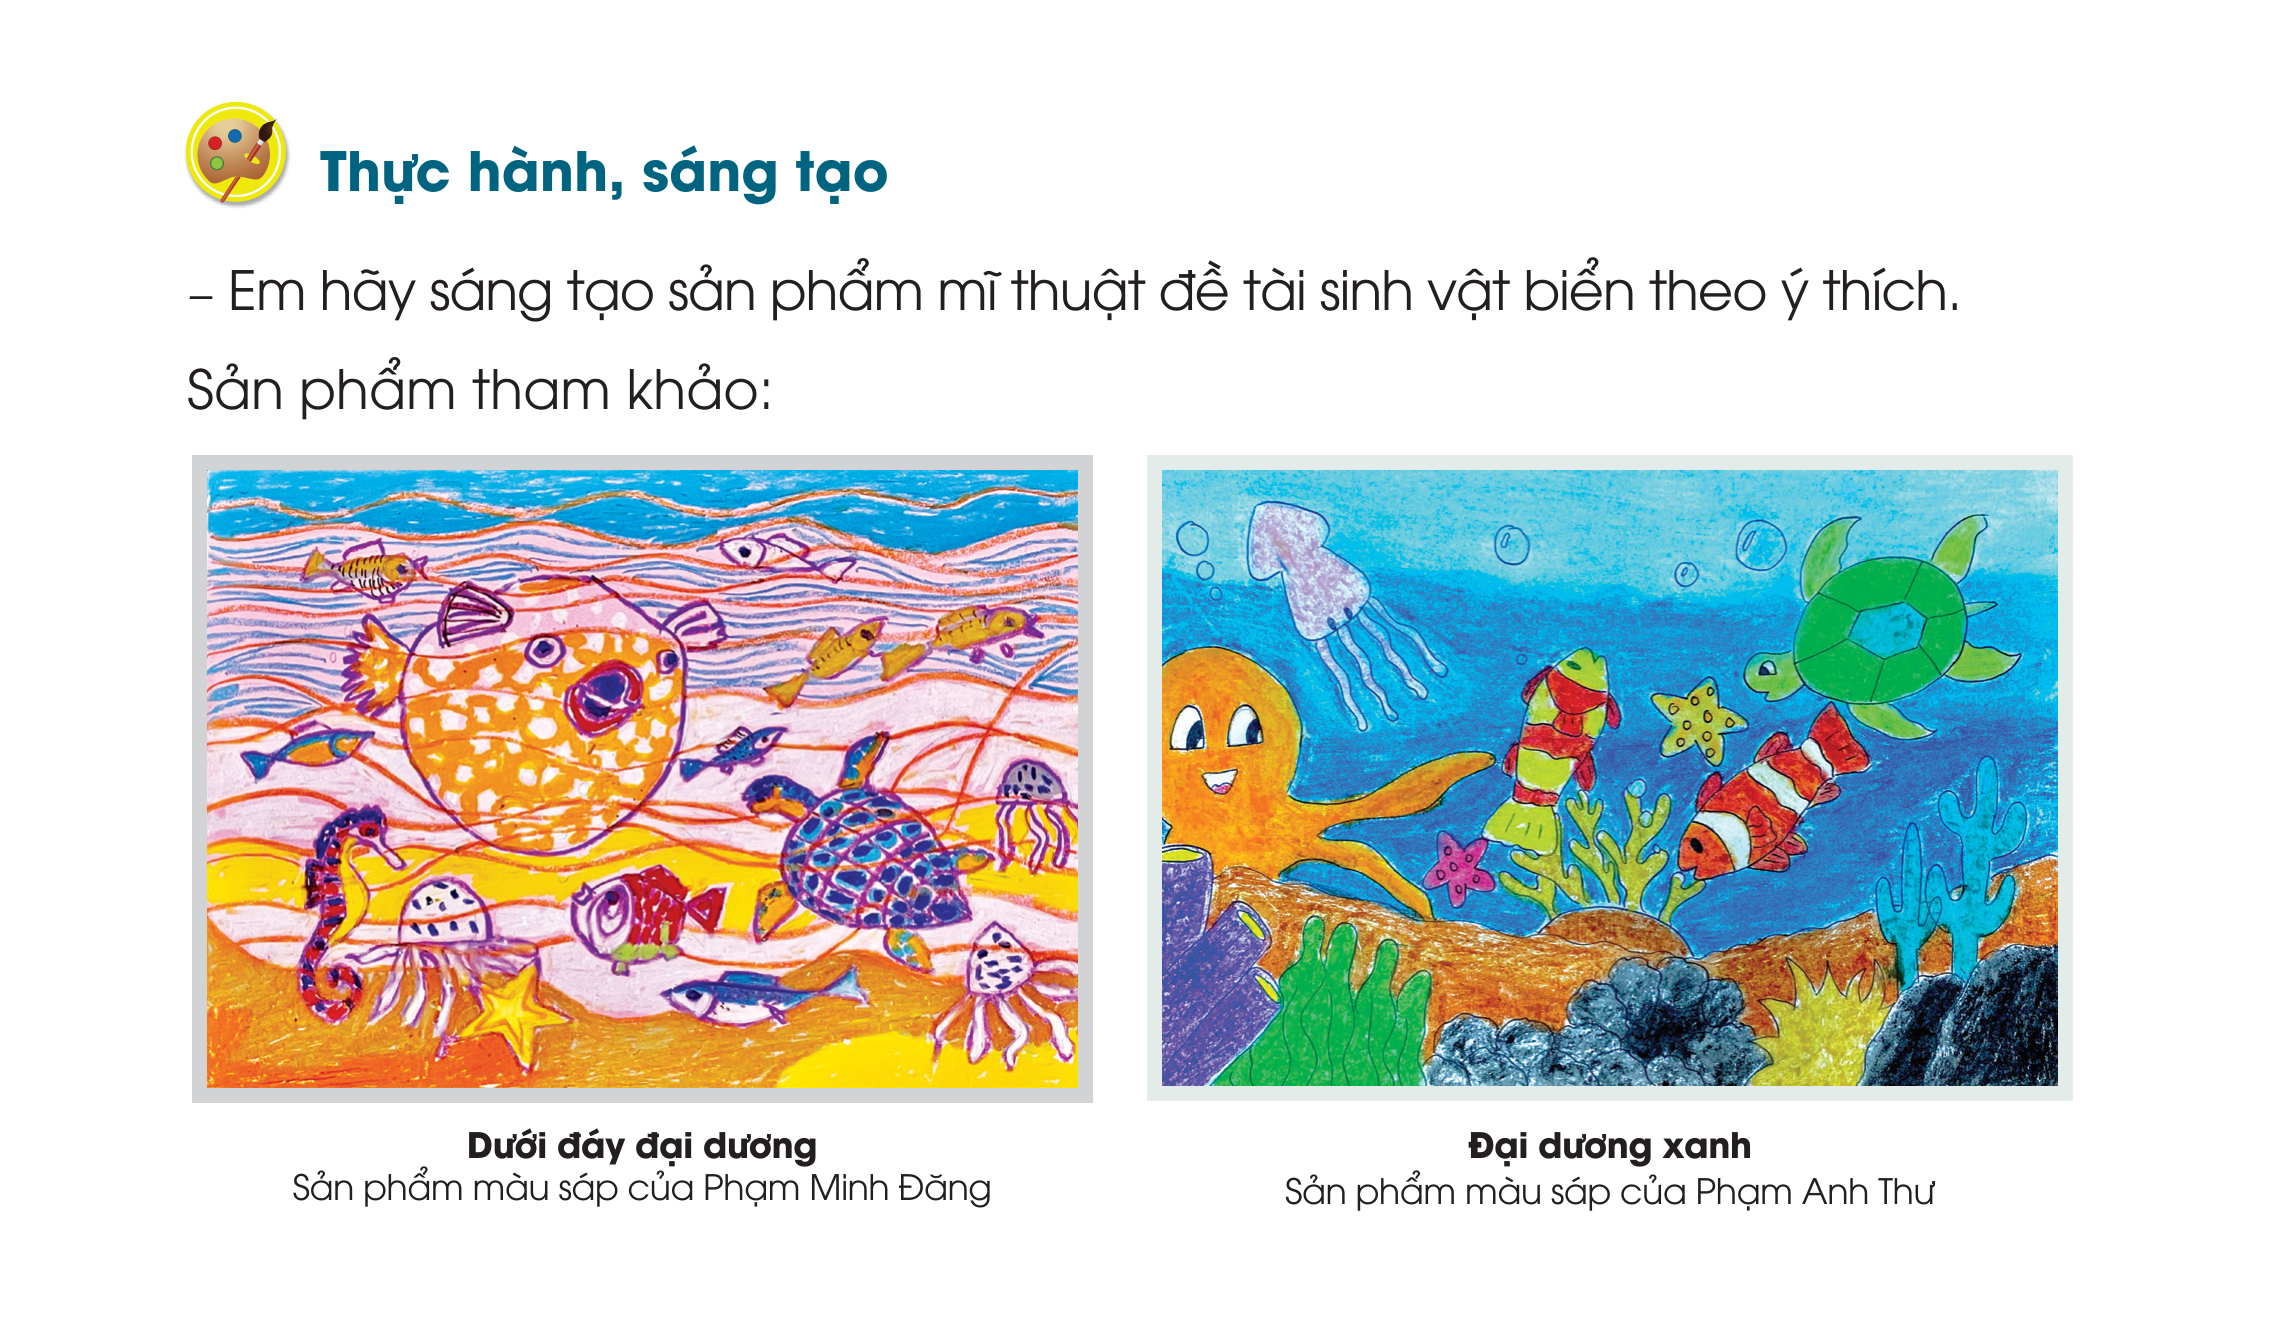 Thực hành, sáng tạo
– Em hãy sáng tạo sản phẩm mĩ thuật đề tài sinh vật biển theo ý thích.
Sản phẩm tham khảo:
Dưới đáy đại dương
Sản phẩm màu sáp của Phạm Minh Đăng
Đại dương xanh
Sản phẩm màu sáp của Phạm Anh Thư